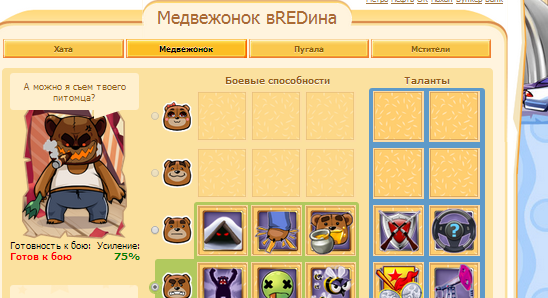 Медвежонок вREDина
Хата
Медвежонок
Пугала
Мстители
А можно я съем твоего
питомца?
Боевые способности
Таланты
Готовность к бою: Усиление:
Готов к бою 75%